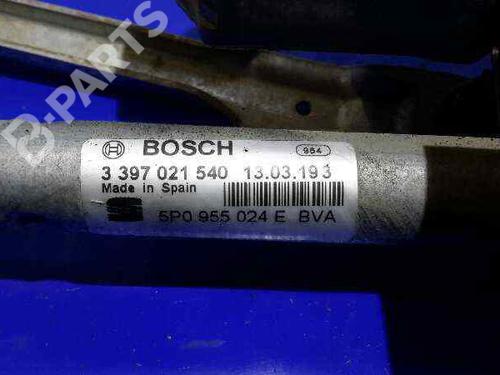 B-PARTS
BOSCH 984
3 397 021 540 13.03.193
Made in Spain
5P0 955 024 E BVA